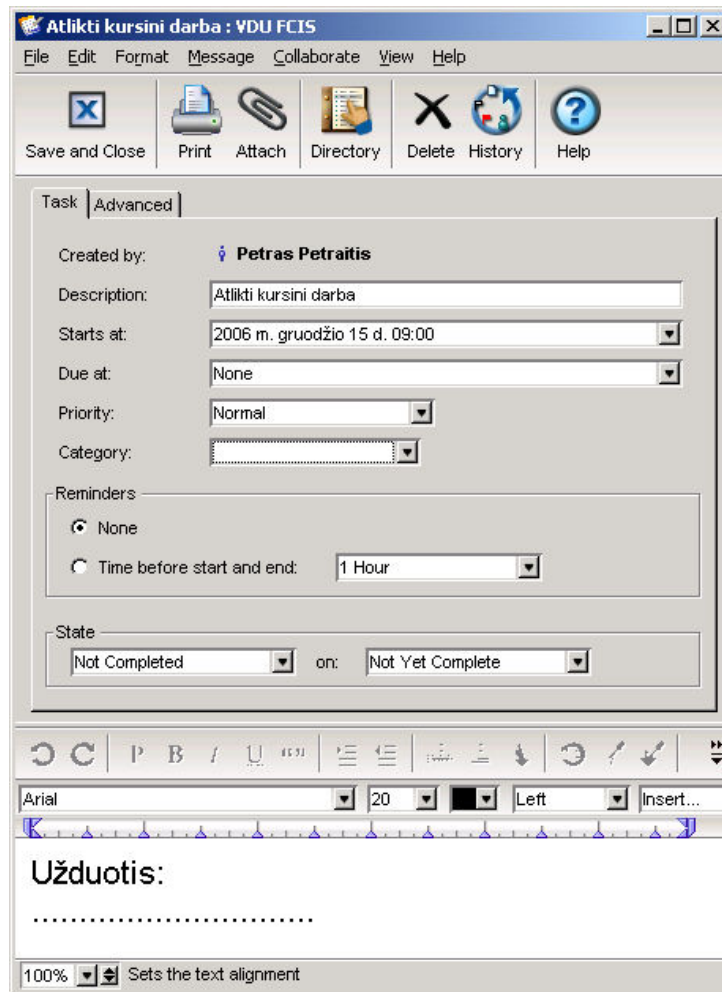 Atlikti kursini darba : VDU FCIS
File Edit Format Message Collaborate View Help
Save and Close Print Attach Directory Delete History Help
Task Advanced
Created by: Petras Petraitis
Description: Atlikti kursini darba
Starts at: 2006 m. gruodžio 15 d. 09:00
Due at: None
Priority: Normal
Category:
Reminders
None
Time before start and end: 1 Hour
State
Not Completed on: Not Yet Complete
P B I U “”
Arial 20 Left Insert...
Užduotis:
..............................
100% Sets the text alignment